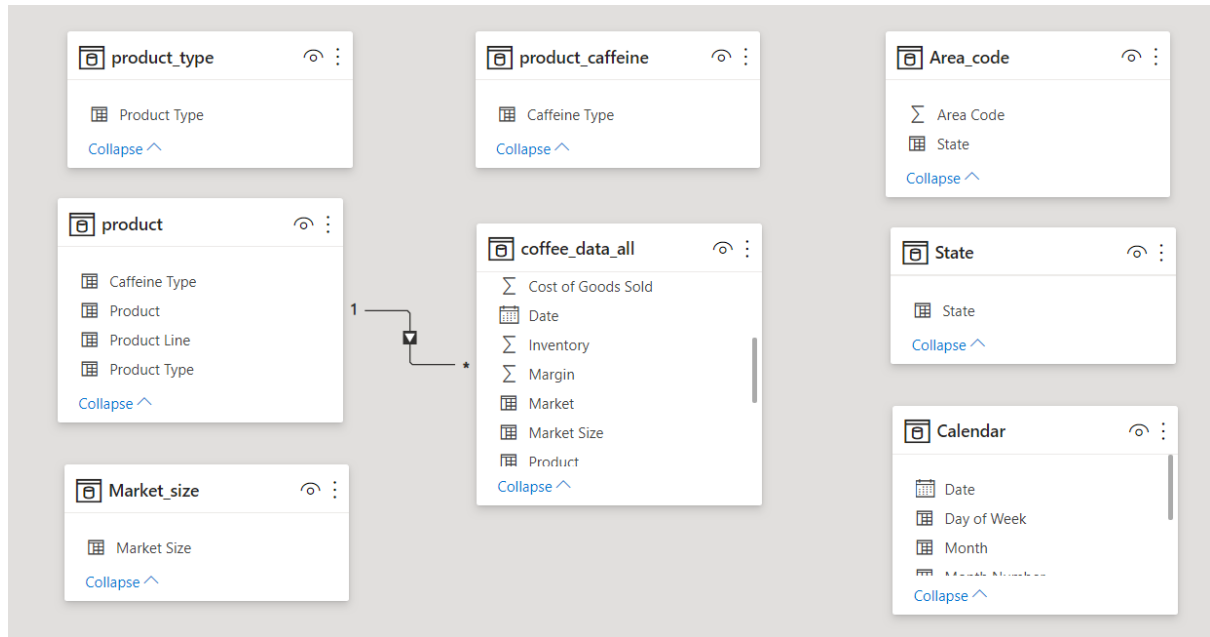 product_type
Product Type
Collapse
product_caffeine
Caffeine Type
Collapse
Area_code
Area Code
State
Collapse
product
Caffeine Type
Product
Product Line
Product Type
Collapse
1
*
coffee_data_all
Cost of Goods Sold
Date
Inventory
Margin
Market
Market Size
Product
Collapse
State
State
Collapse
Market_size
Market Size
Collapse
Calendar
Date
Day of Week
Month
Month Number
Collapse